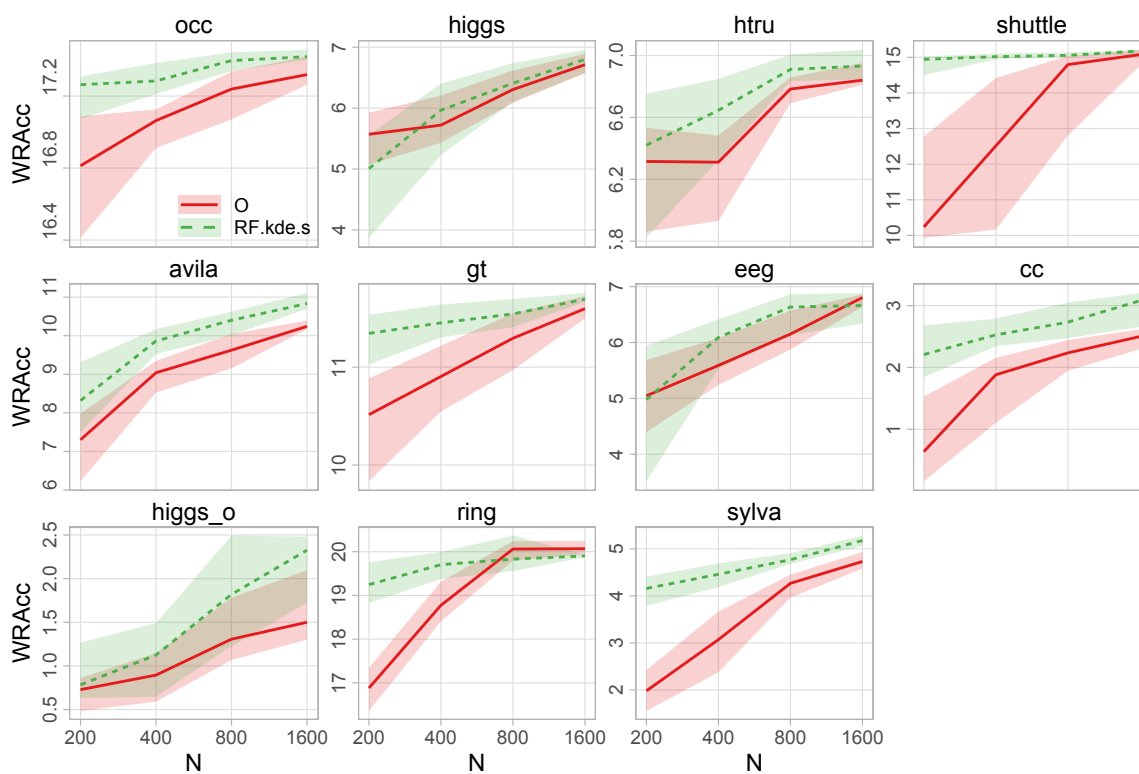 occ
higgs
htru
shuttle
WRAcc
16.4
16.8
17.2
4
5
6
7
5.8
6.2
6.6
7.0
10
11
12
13
14
15
O
RF.kde.s
avila
gt
eeg
cc
WRAcc
6
7
8
9
10
11
10
11
4
5
6
7
1
2
3
higgs_o
ring
sylva
WRAcc
0.5
1.0
1.5
2.0
2.5
17
18
19
20
2
3
4
5
200 400 800 1600
200 400 800 1600
200 400 800 1600
N
N
N